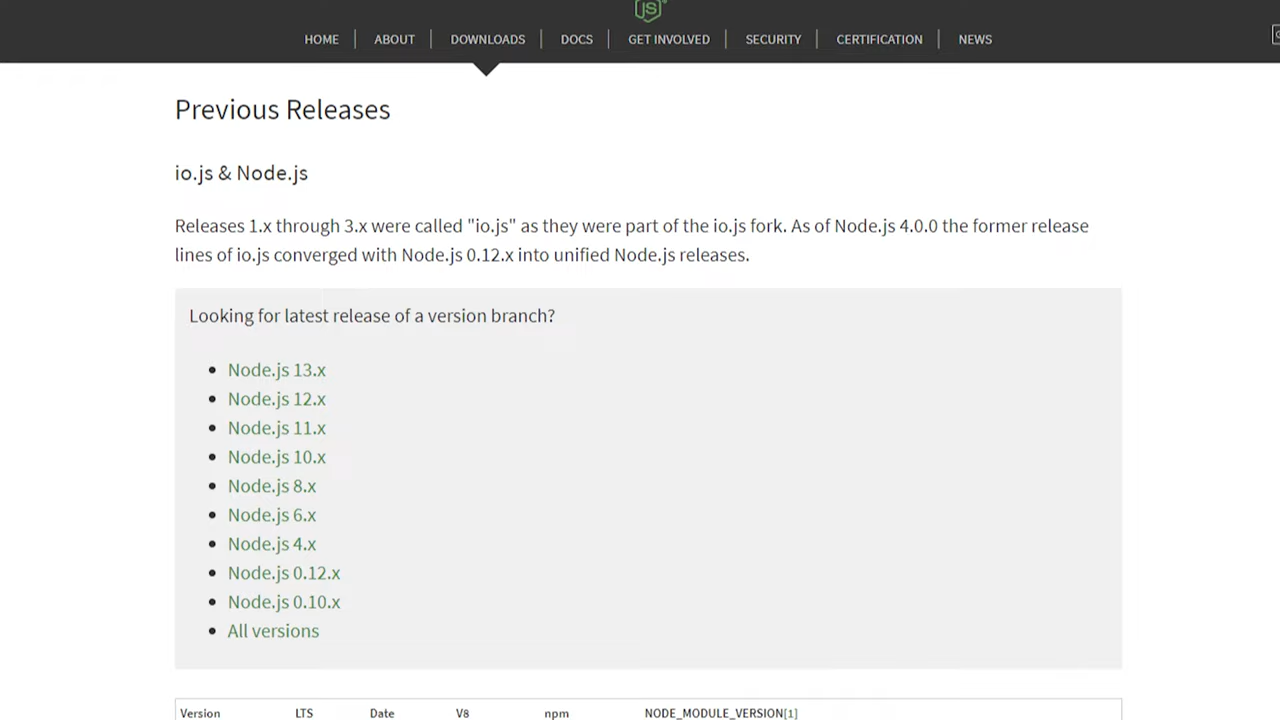 JS
HOME
ABOUT
DOWNLOADS
DOCS
GET INVOLVED
SECURITY
CERTIFICATION
NEWS
Previous Releases
io.js & Node.js
Releases 1.x through 3.x were called "io.js" as they were part of the io.js fork. As of Node.js 4.0.0 the former release
lines of io.js converged with Node.js 0.12.x into unified Node.js releases.
Looking for latest release of a version branch?
Node.js 13.x
Node.js 12.x
Node.js 11.x
Node.js 10.x
Node.js 8.x
Node.js 6.x
Node.js 4.x
Node.js 0.12.x
Node.js 0.10.x
All versions
Version LTS Date V8 npm NODE_MODULE_VERSION[1]